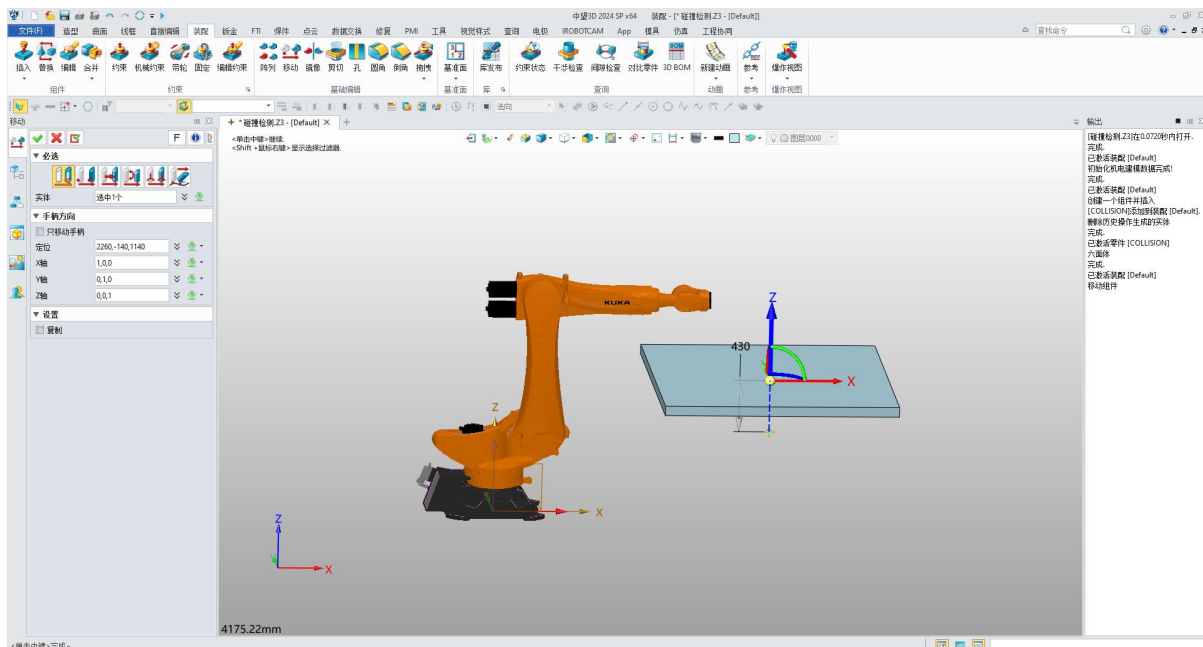 中望3D 2024 SP x64 装配 - [* 碰撞检测.Z3 - [Default]]
文件(F) 造型 曲面 线框 直接编辑 装配 钣金 FTI 焊件 点云 数据交换 修复 PMI 工具 视觉样式 查询 电极 IROBOTCAM App 模具 仿真 工程协同 查找命令
插入 替换 编辑 合并 约束 机械约束 带轮 固定 编辑约束 阵列 移动 镜像 剪切 孔 圆角 倒角 拖拽 基准面 库发布 约束状态 干涉检查 间隙检查 对比零件 3D BOM 新建动画 参考 爆炸视图
组件 约束 基础编辑 基准面 库 查询 动画 参考 爆炸视图
法向
移动
* 碰撞检测.Z3 - [Default]
输出
F
<单击中键>继续.
<Shift +鼠标右键>显示选择过滤器.
图层0000
必选
实体 选中1个
手柄方向
只移动手柄
定位 2260,-140,1140
X轴 1,0,0
Y轴 0,1,0
Z轴 0,0,1
设置
复制
[碰撞检测.Z3]在0.0720秒内打开.
完成.
已激活装配 [Default]
初始化机电建模数据完成!
完成.
已激活装配 [Default]
创建一个组件并插入
[COLLISION]添加到装配 [Default].
删除历史操作生成的实体
完成.
已激活零件 [COLLISION]
六面体
完成.
已激活装配 [Default]
移动组件
KUKA
Z
430
X
Z
X
Z
Y
X
4175.22mm
<单击中键>完成.